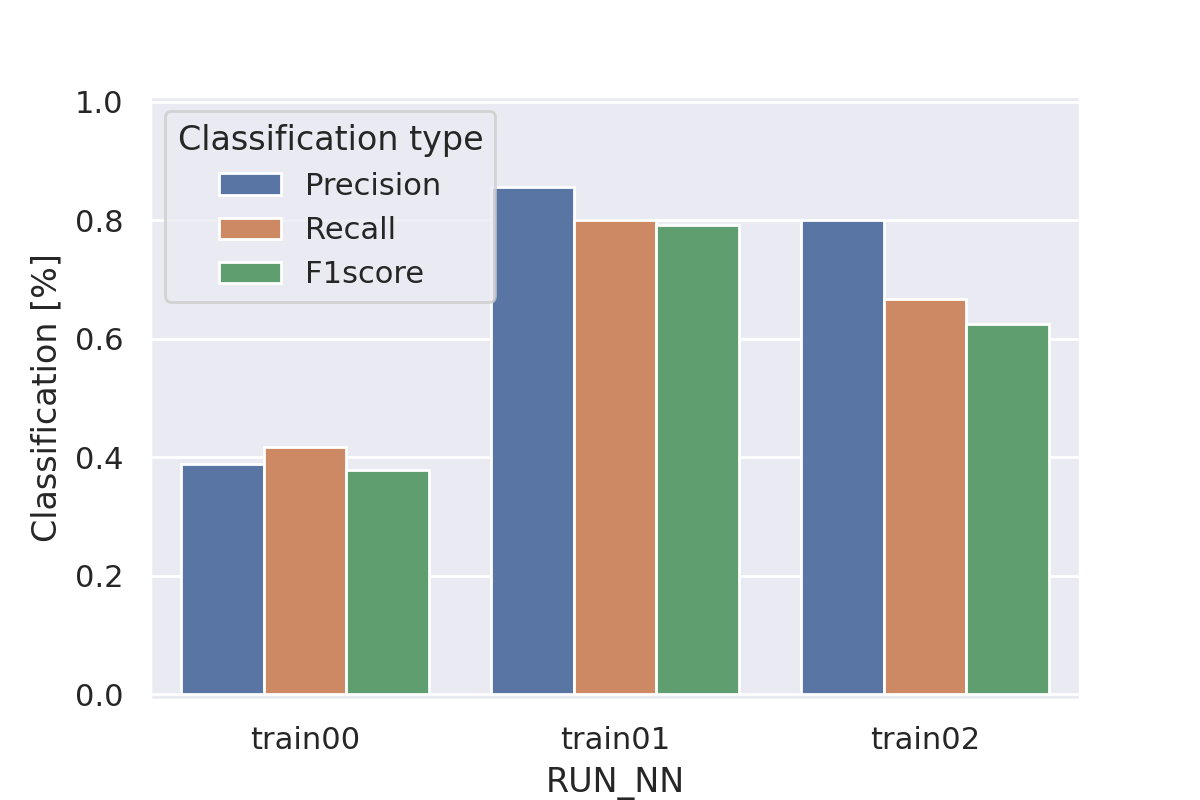 Classification [%]
1.0
0.8
0.6
0.4
0.2
0.0
Classification type
Precision
Recall
F1score
train00
train01
train02
RUN_NN